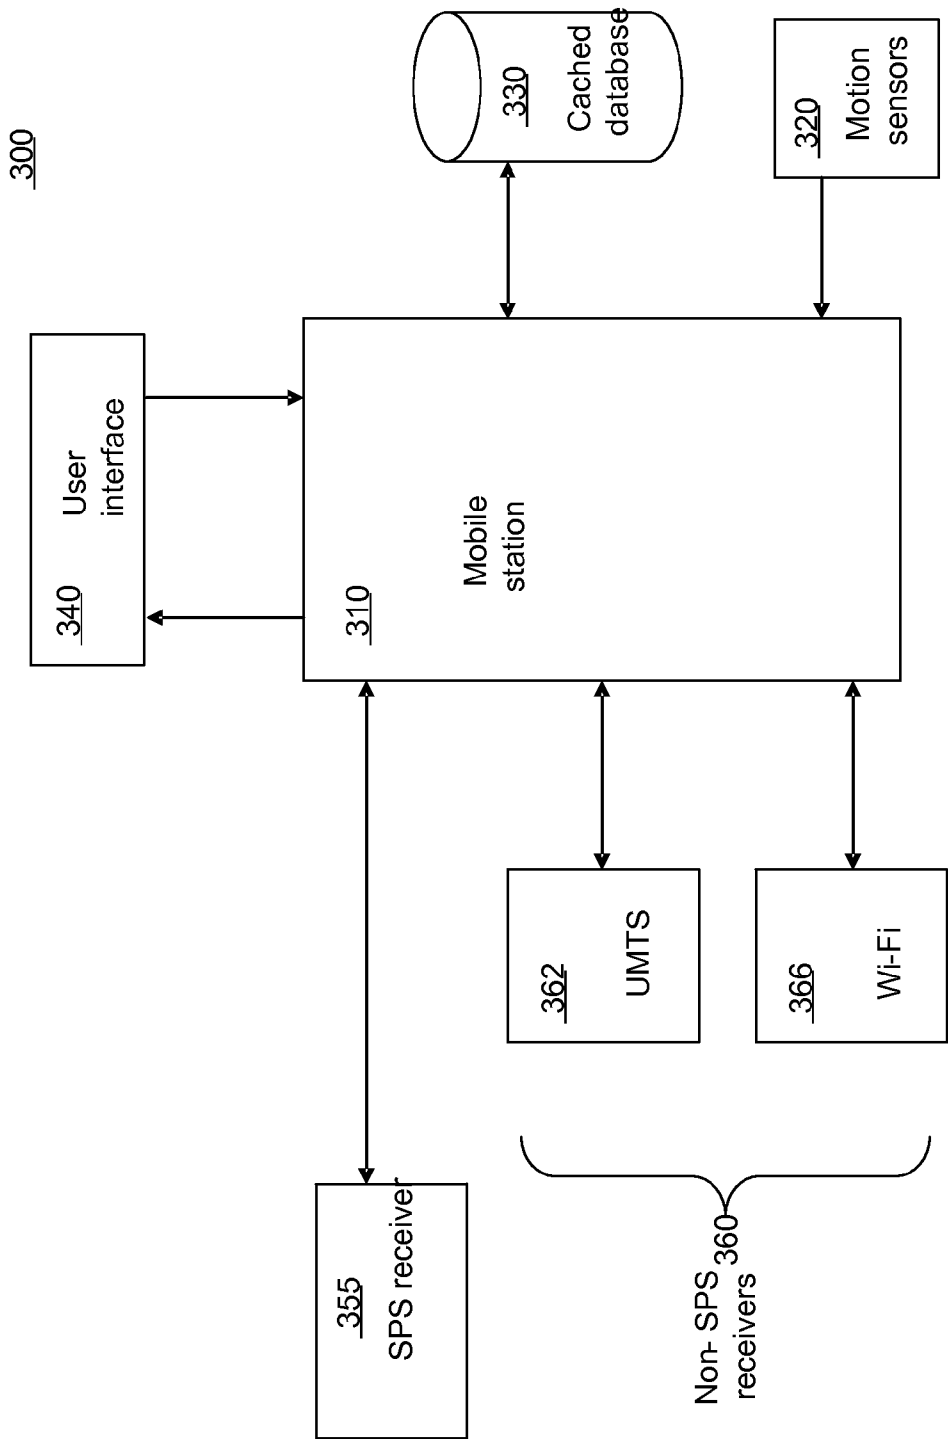 300
340
User
interface
330
Cached
database
320
Motion
sensors
310
Mobile
station
355
SPS receiver
362
UMTS
366
Wi-Fi
360
Non- SPS
receivers